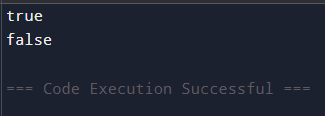 true
false
=== Code Execution Successful ===